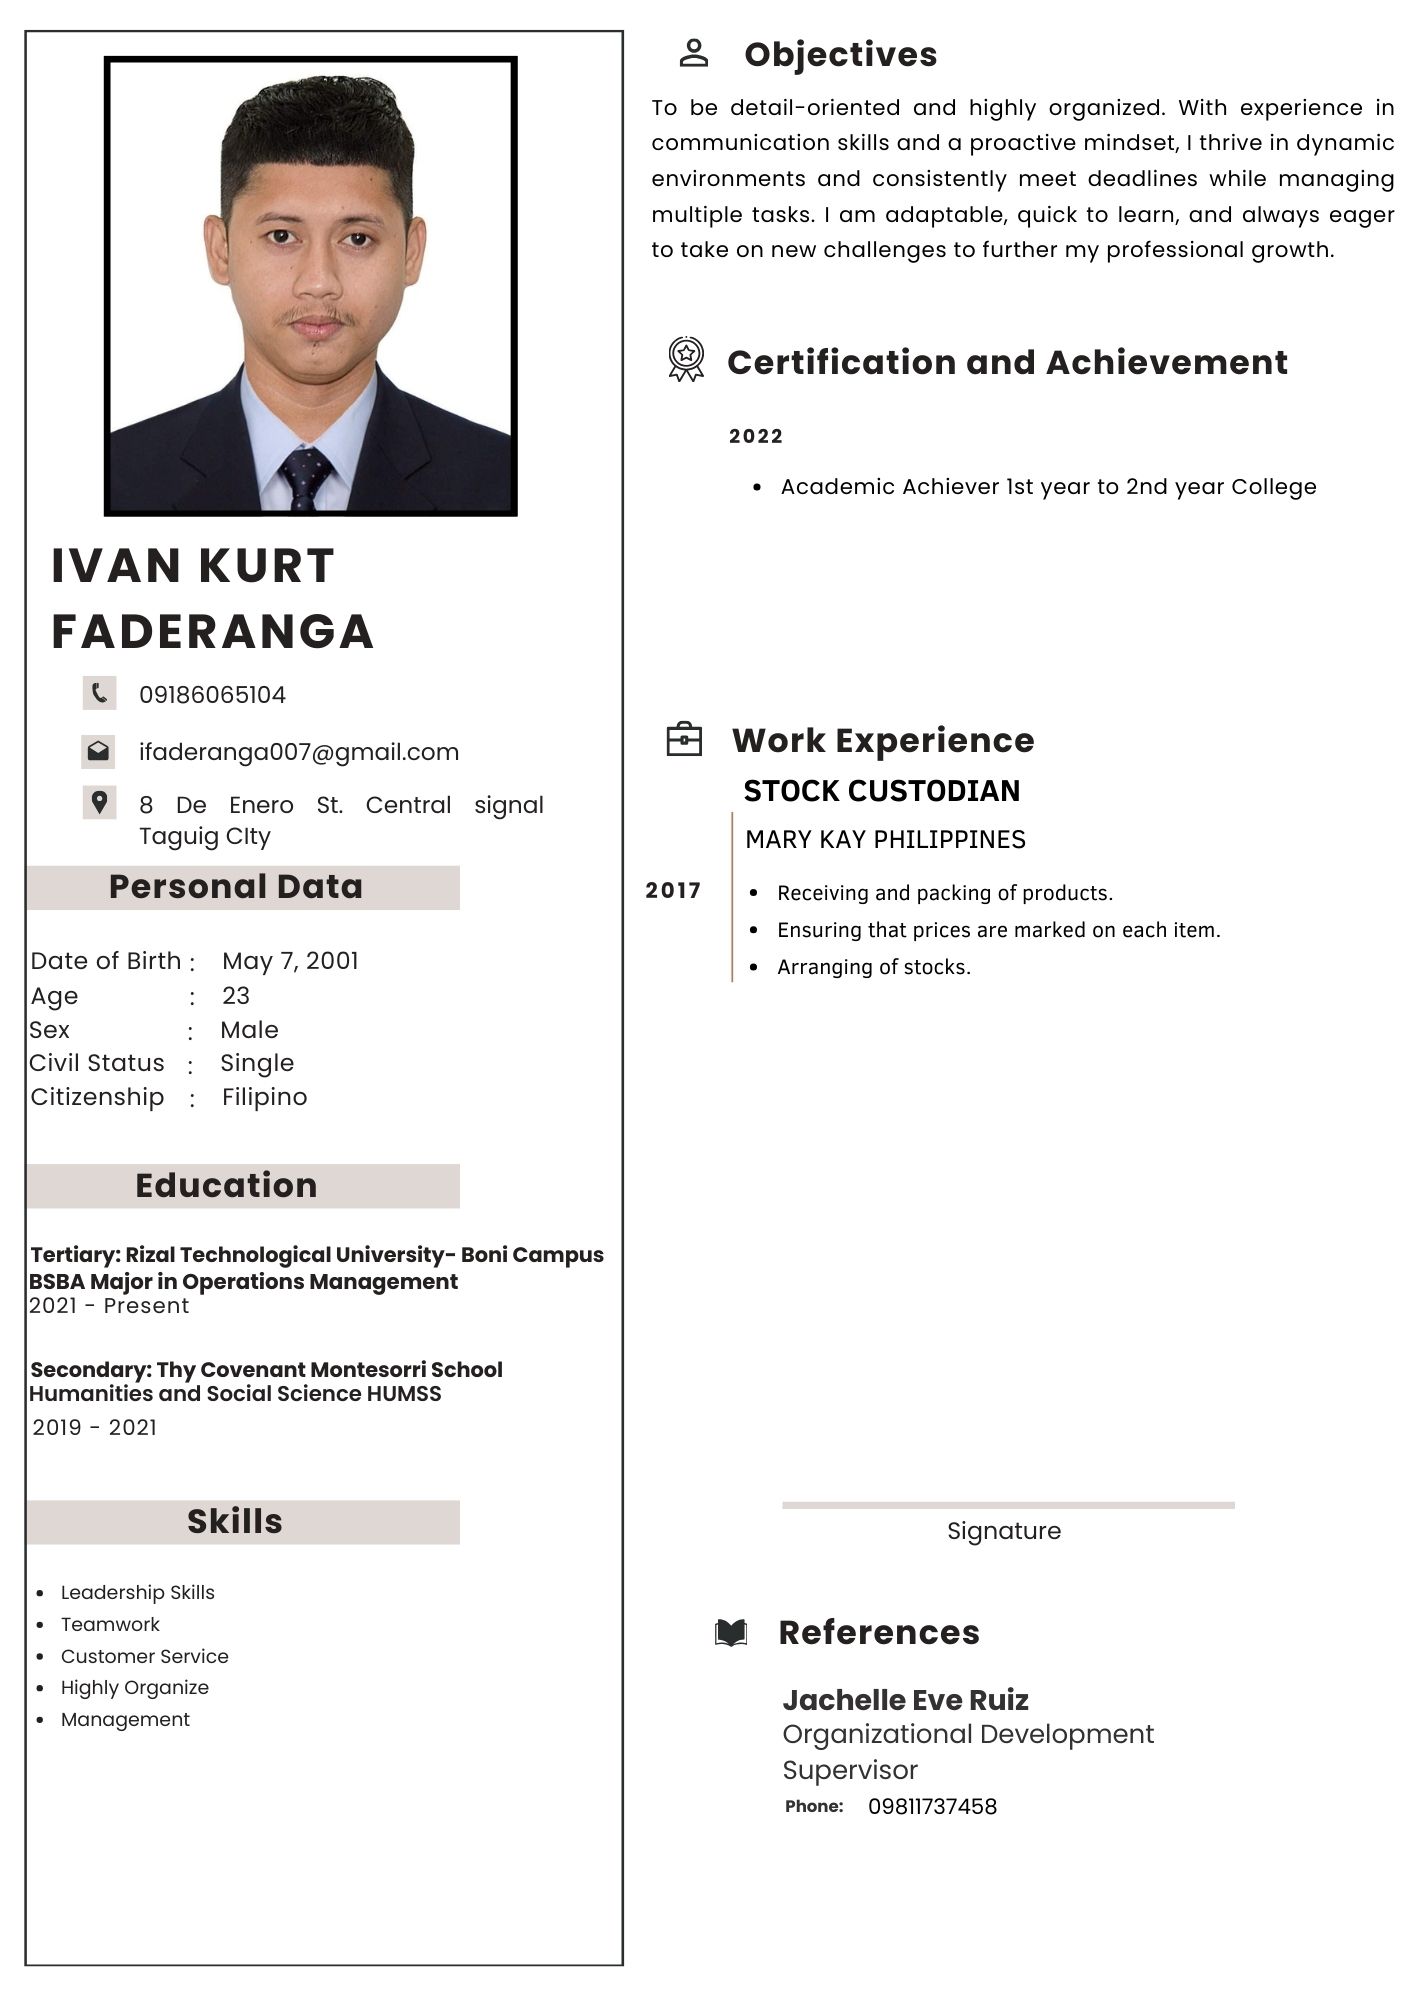 IVAN KURT
FADERANGA
09186065104
ifaderanga007@gmail.com
8 De Enero St. Central signal
Taguig CIty
Personal Data
Date of Birth : May 7, 2001
Age : 23
Sex : Male
Civil Status : Single
Citizenship : Filipino
Education
Tertiary: Rizal Technological University- Boni Campus
BSBA Major in Operations Management
2021 - Present
Secondary: Thy Covenant Montesorri School
Humanities and Social Science HUMSS
2019 - 2021
Skills
• Leadership Skills
• Teamwork
• Customer Service
• Highly Organize
• Management
Objectives
To be detail-oriented and highly organized. With experience in
communication skills and a proactive mindset, I thrive in dynamic
environments and consistently meet deadlines while managing
multiple tasks. I am adaptable, quick to learn, and always eager
to take on new challenges to further my professional growth.
Certification and Achievement
2022
• Academic Achiever 1st year to 2nd year College
Work Experience
STOCK CUSTODIAN
MARY KAY PHILIPPINES
2017
• Receiving and packing of products.
• Ensuring that prices are marked on each item.
• Arranging of stocks.
Signature
References
Jachelle Eve Ruiz
Organizational Development
Supervisor
Phone: 09811737458